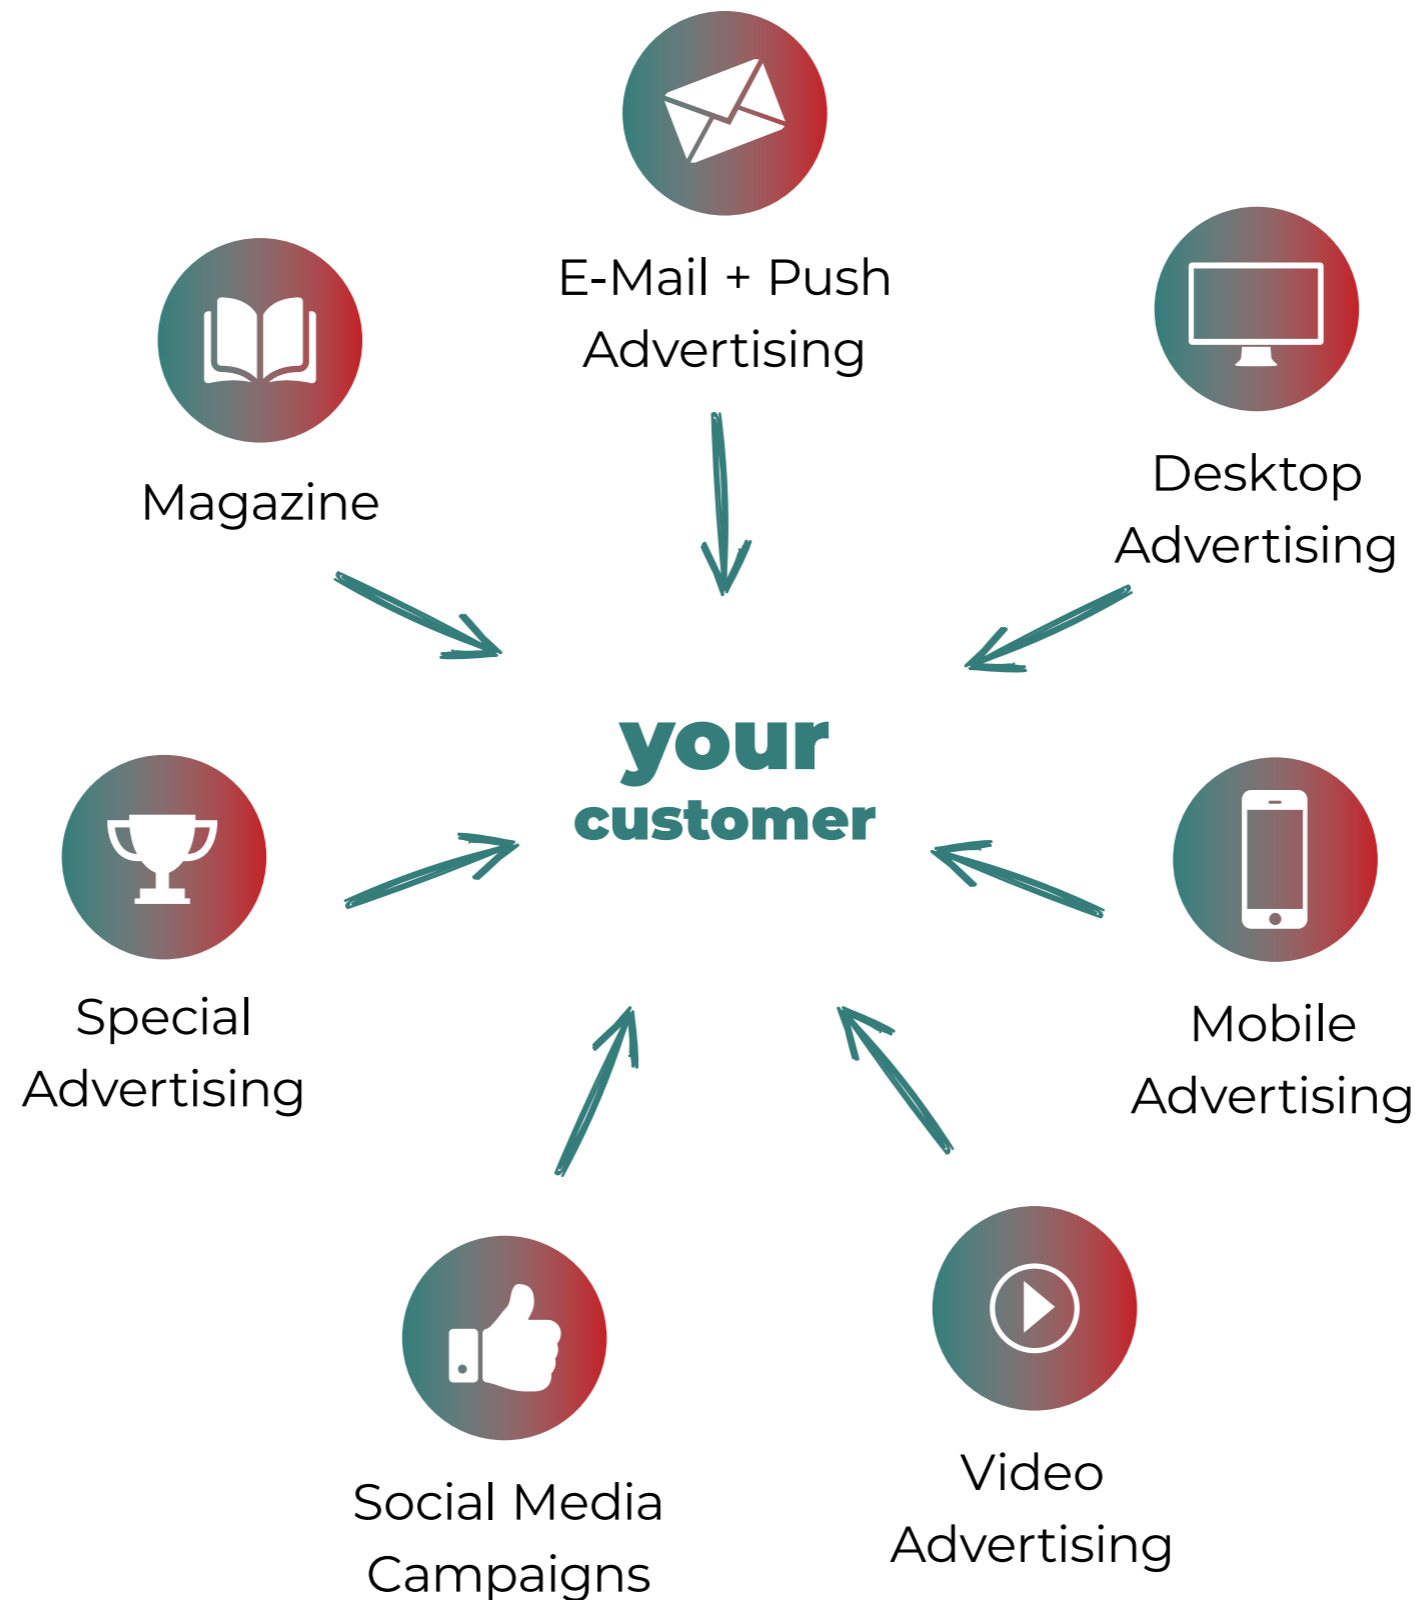 E-Mail + Push
Advertising
Magazine
Desktop
Advertising
your
customer
Special
Advertising
Mobile
Advertising
Social Media
Campaigns
Video
Advertising